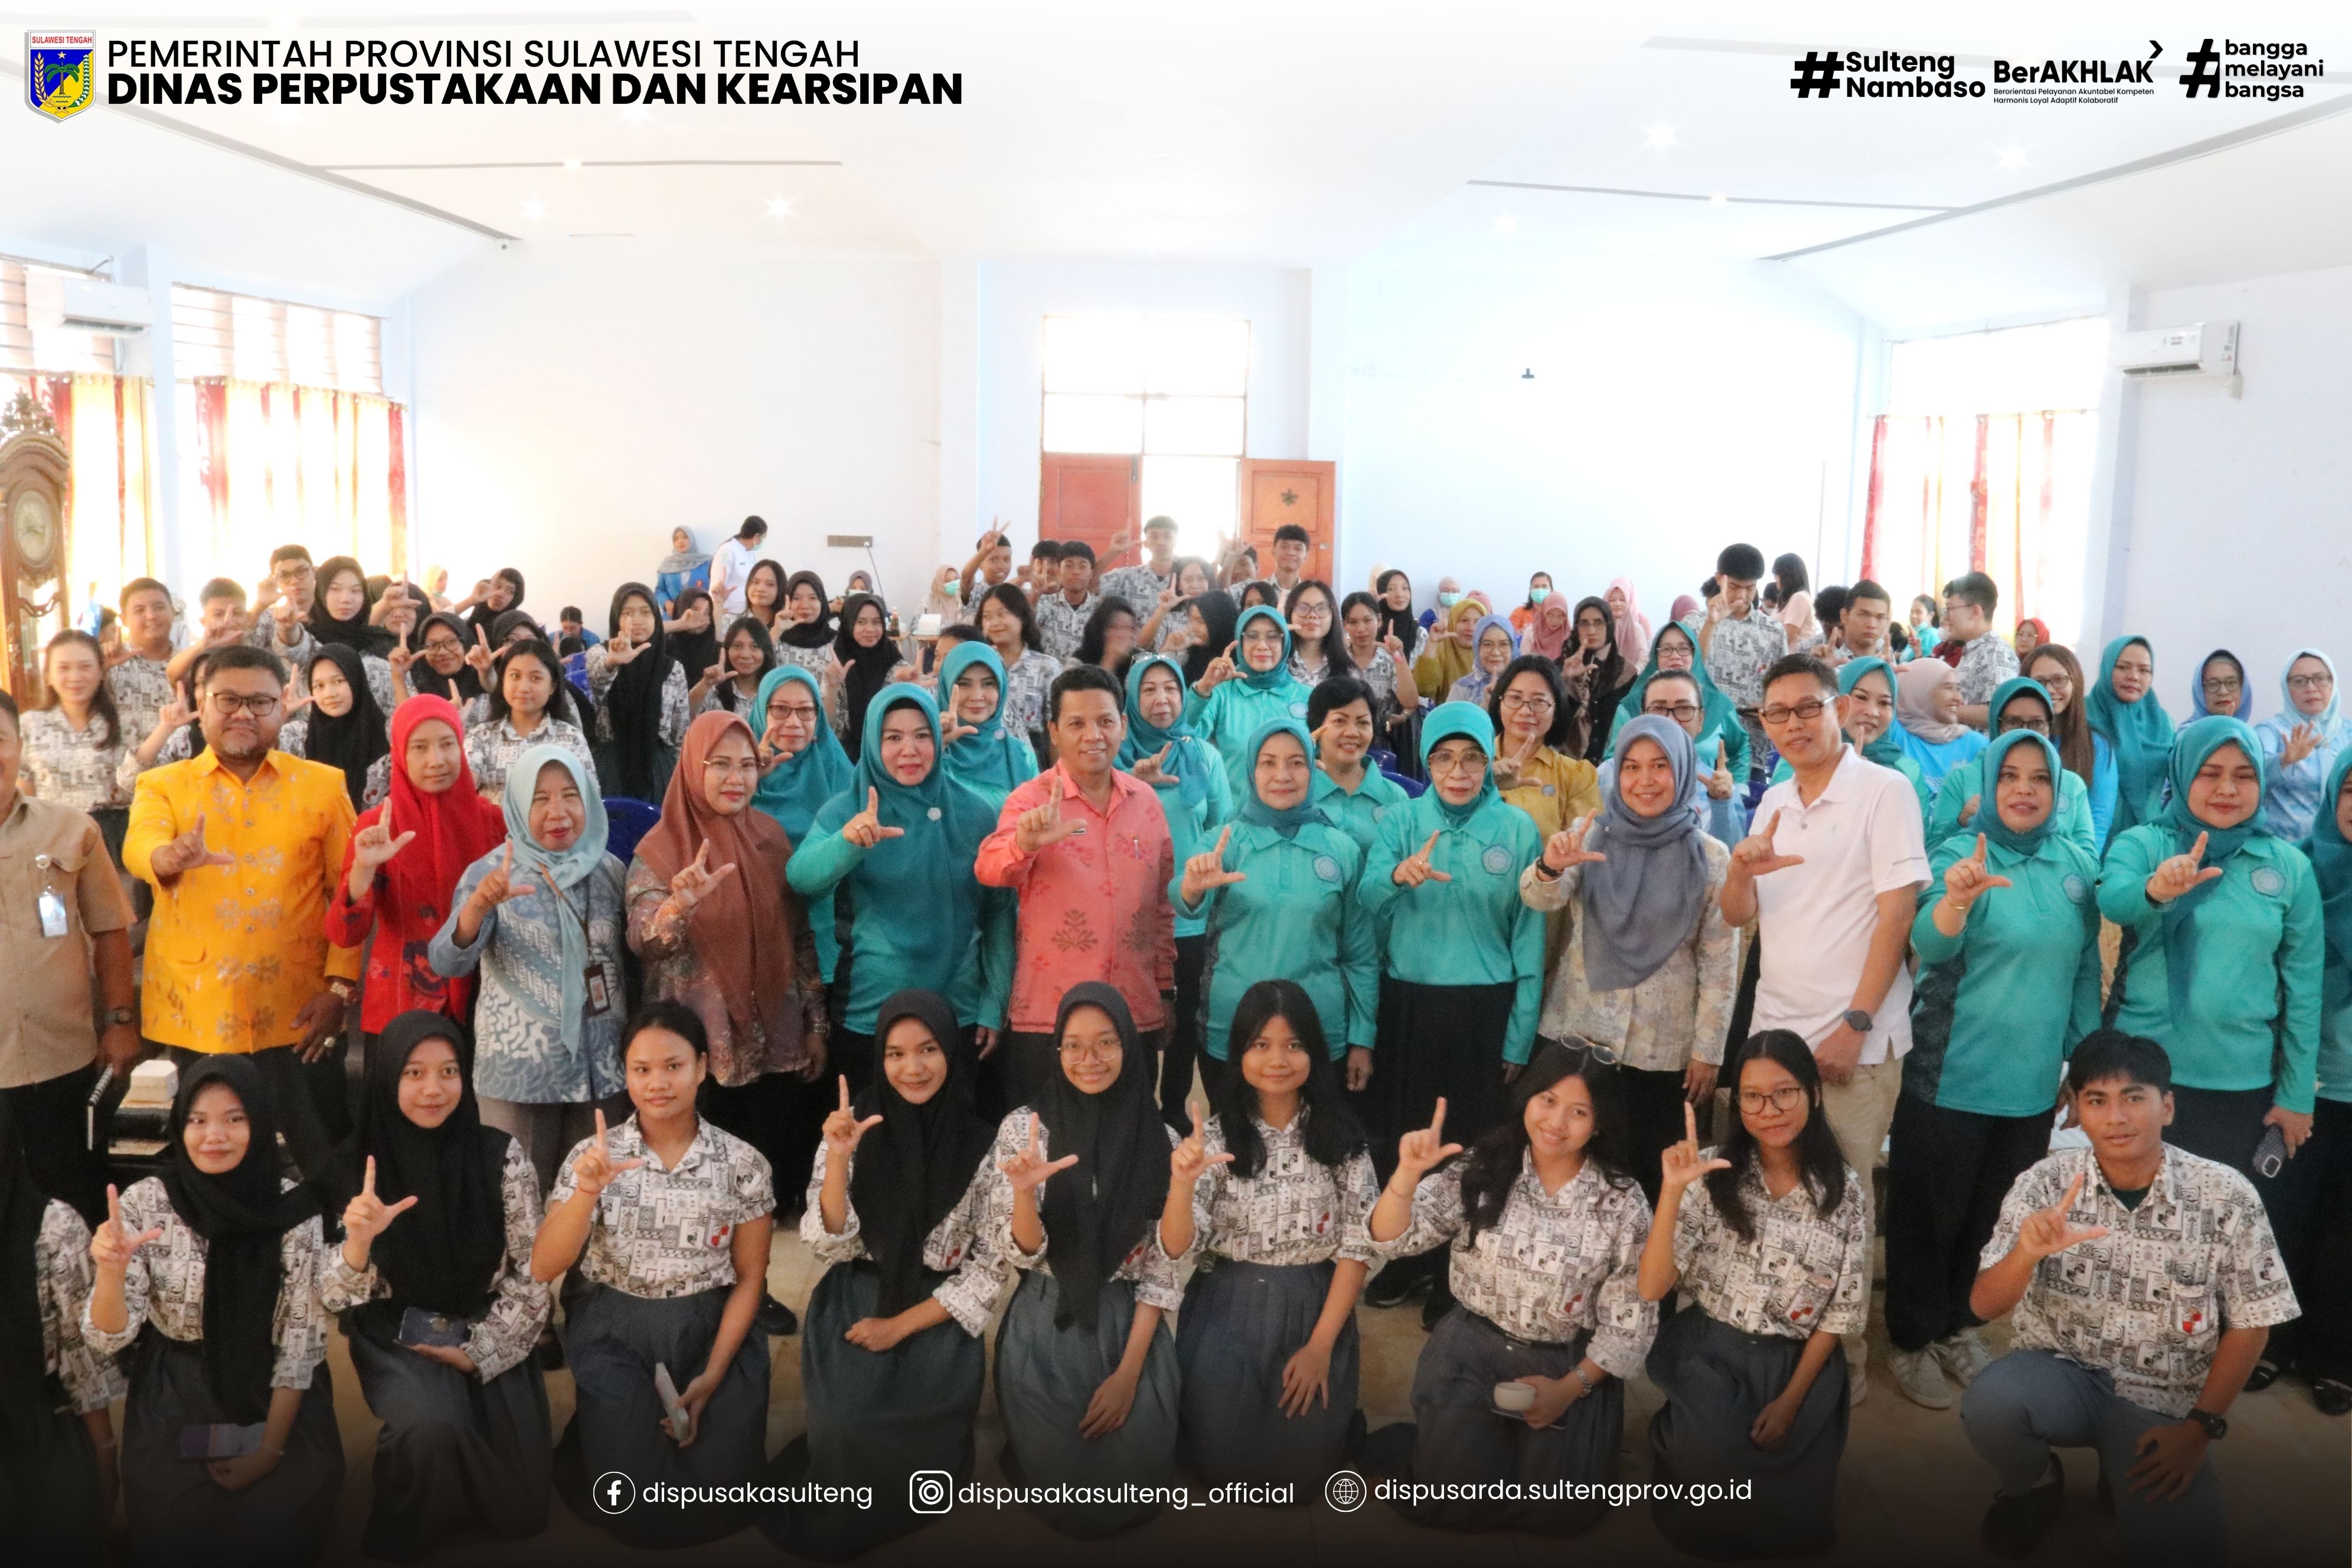 SULAWESI TENGAH
PEMERINTAH PROVINSI SULAWESI TENGAH
DINAS PERPUSTAKAAN DAN KEARSIPAN
#Sulteng
Nambaso
BerAKHLAK
Berorientasi Pelayanan Akuntabel Kompeten
Harmonis Loyal Adaptif Kolaboratif
#bangga
melayani
bangsa
dispusakasulteng
dispusakasulteng_official
dispusarda.sultengprov.go.id